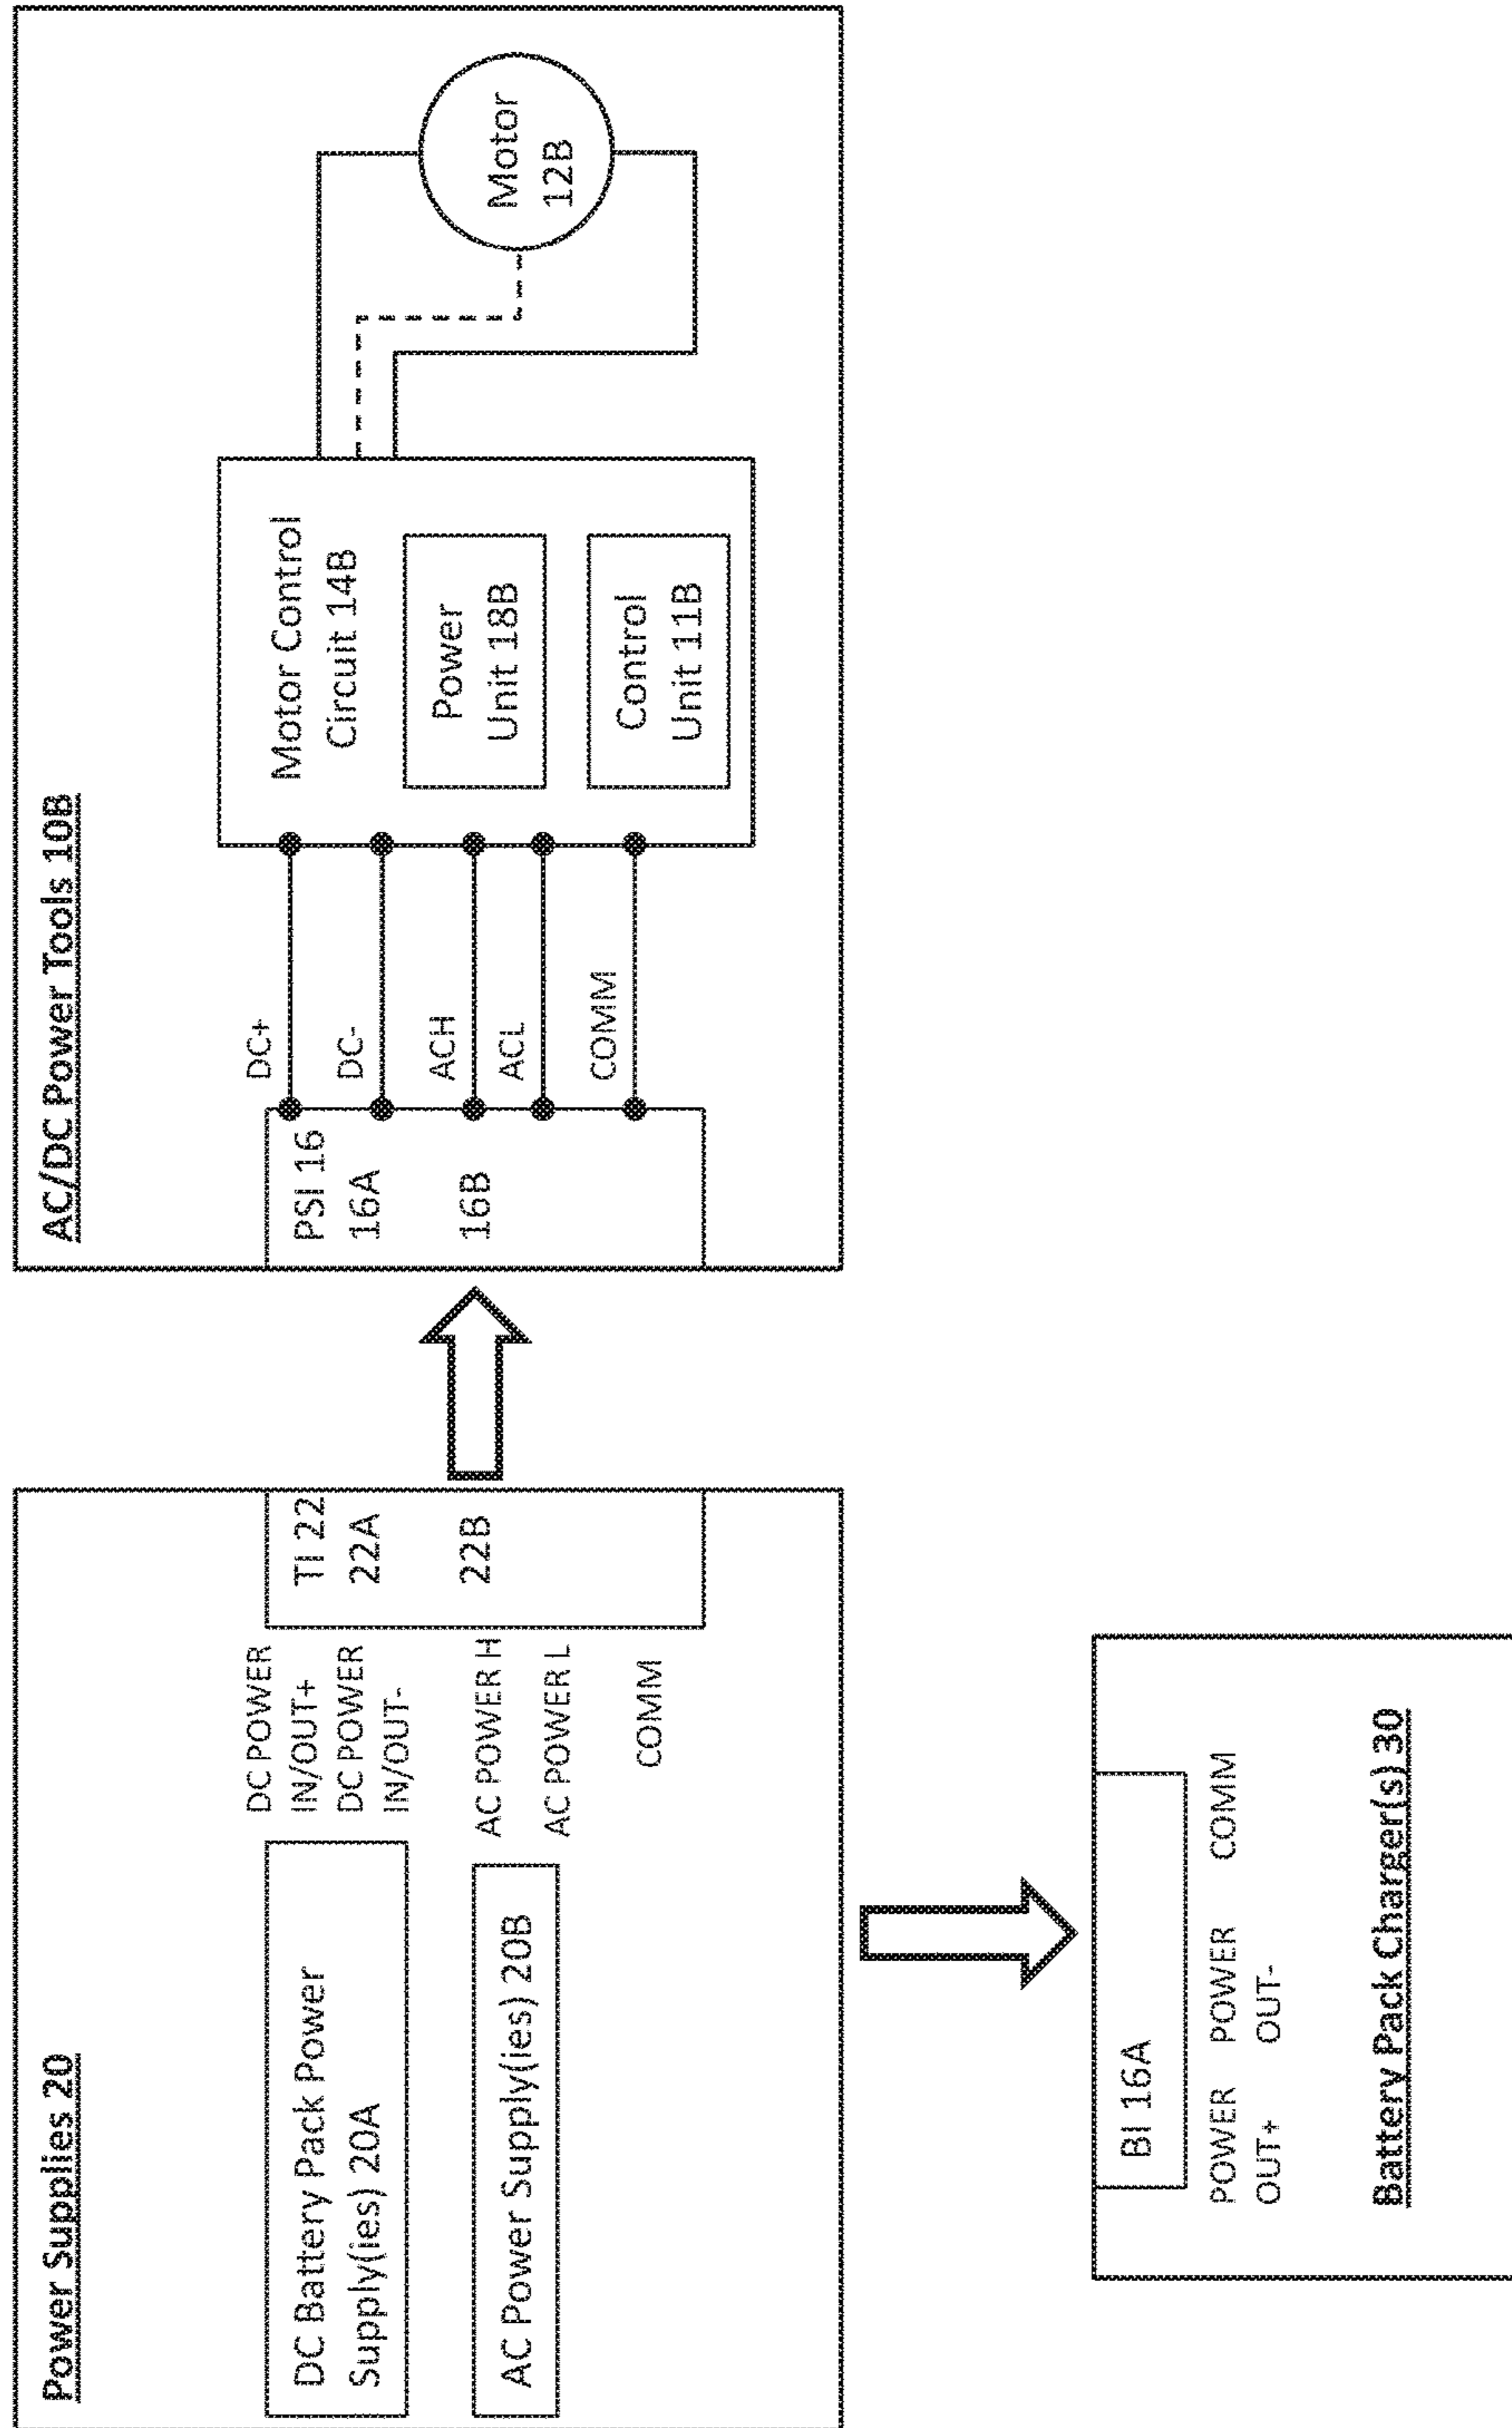 Power Supplies 20
DC Battery Pack Power
Supply(ies) 20A
AC Power Supply(ies) 20B
DC POWER
IN/OUT+
DC POWER
IN/OUT-
AC POWER H
AC POWER L
COMM
TI 22
22A
22B
AC/DC Power Tools 10B
PSI 16
16A
16B
DC+
DC-
ACH
ACL
COMM
Motor Control
Circuit 14B
Power
Unit 18B
Control
Unit 11B
Motor
12B
BI 16A
POWER POWER COMM
OUT+ OUT-
Battery Pack Charger(s) 30